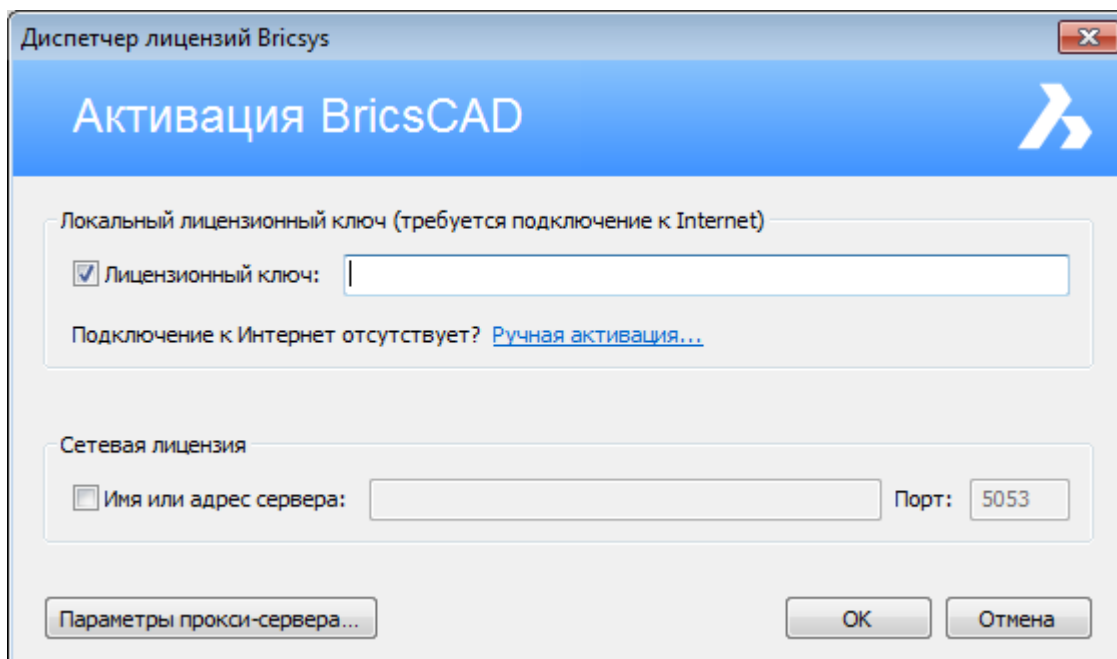 Диспетчер лицензий Bricsys
Активация BricsCAD
Локальный лицензионный ключ (требуется подключение к Internet)
Лицензионный ключ:
Подключение к Интернет отсутствует? Ручная активация...
Сетевая лицензия
Имя или адрес сервера: Порт: 5053
Параметры прокси-сервера... OK Отмена